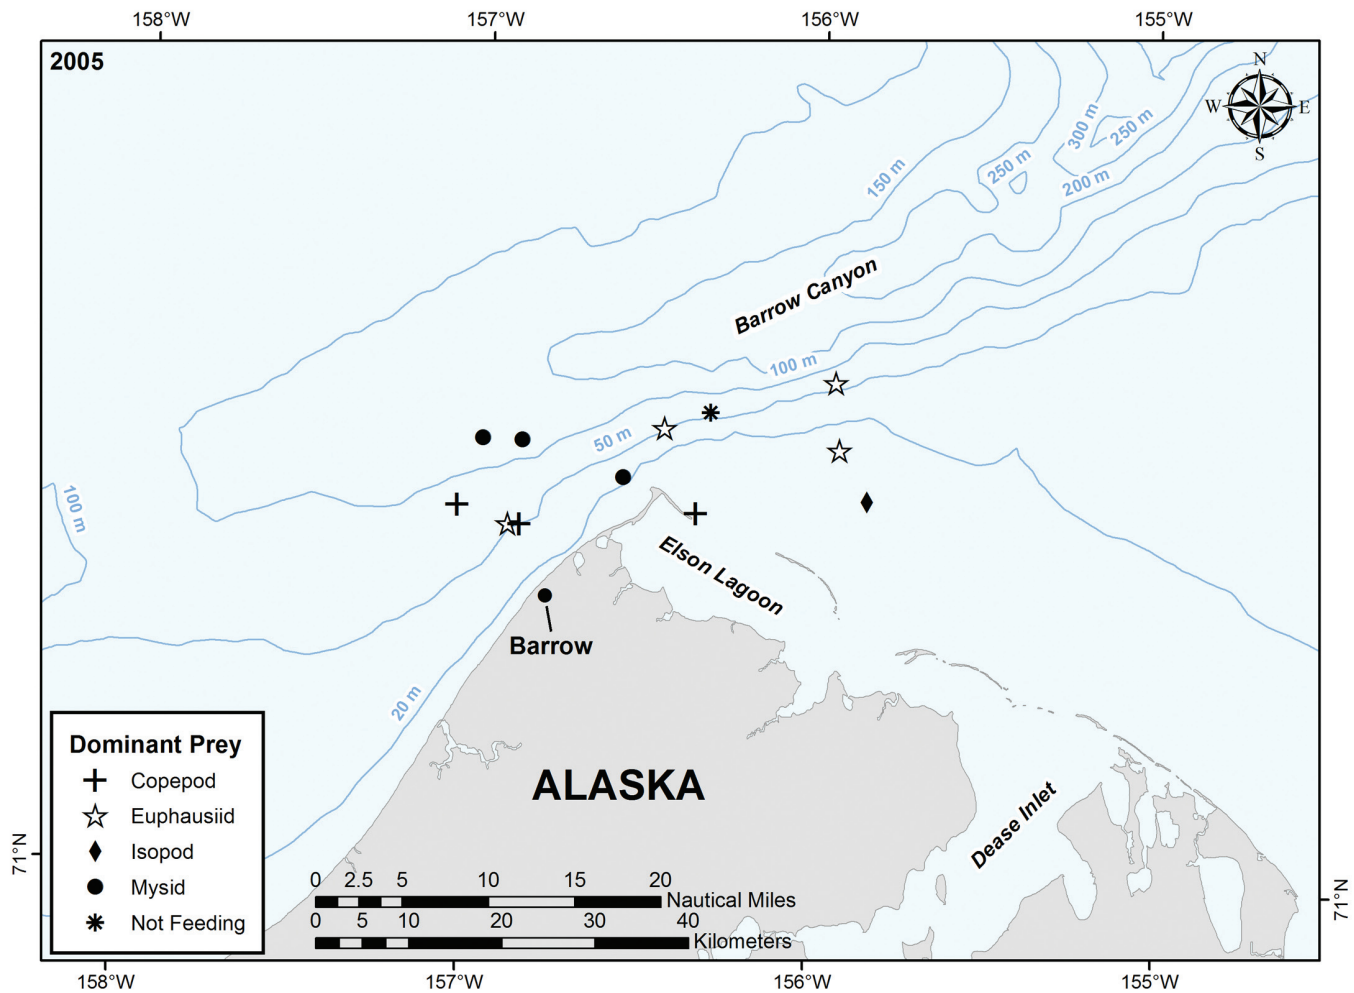 158°W 157°W 156°W 155°W
2005
N
W E
S
300 m
250 m
150 m
250 m
200 m
Barrow Canyon
100 m
50 m
100 m
Elson Lagoon
Barrow
20 m
ALASKA
Dease Inlet
71°N
71°N
Dominant Prey
Copepod
Euphausiid
Isopod
Mysid
Not Feeding
0 2.5 5 10 15 20
Nautical Miles
0 5 10 20 30 40
Kilometers
158°W 157°W 156°W 155°W